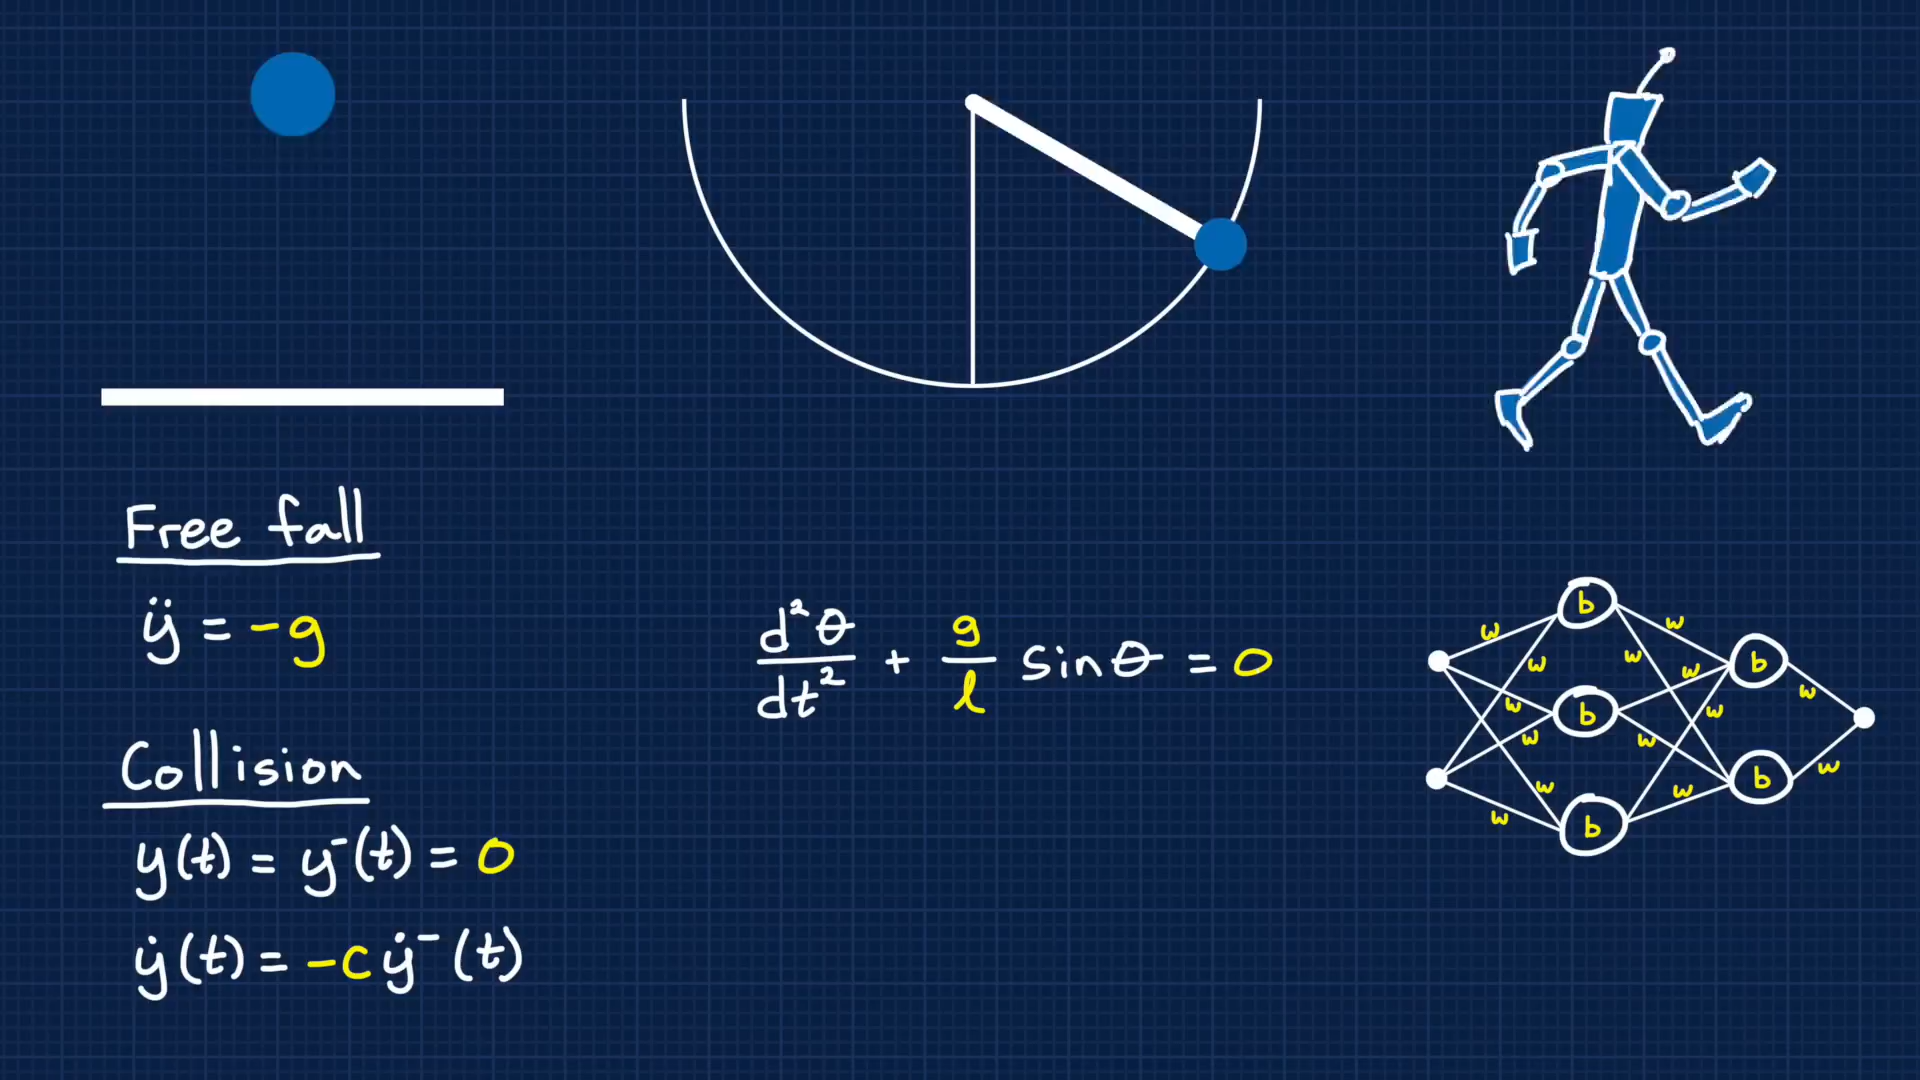 Free fall
ÿ = -g
Collision
y(t) = y⁻(t) = 0
ẏ(t) = -c ẏ⁻(t)
d²θ/dt² + g/l sinθ = 0
b
w w
b
w w w w
w w
b
w w w
w
b
w w
w
b
w